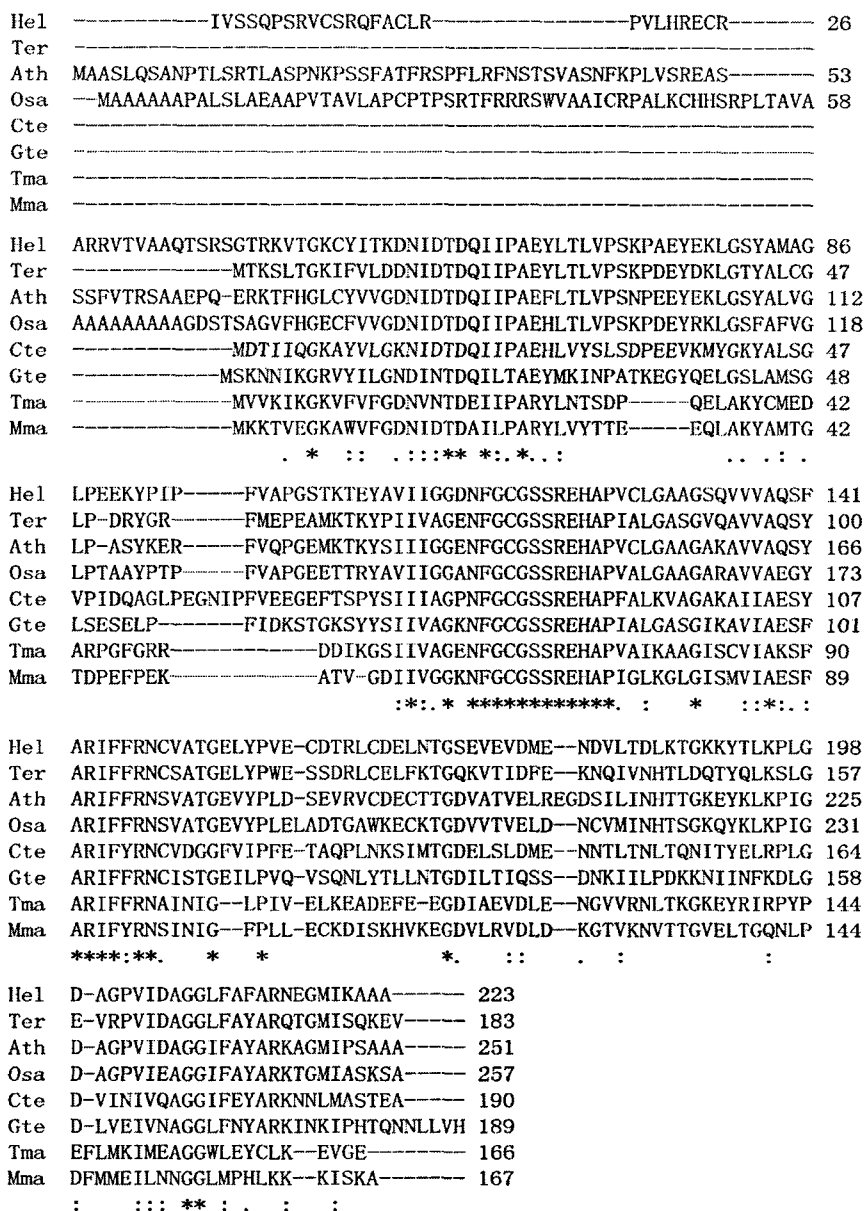 Hel ---------------IVSSQPSRVCSRQFACLR---------------------PVLHRECR------- 26
Ter ----------------------------------------------------------------------
Ath MAASLQSANPTLSRTLASPNKPSSFATFRSPFLRFNSTSVASNFKPLVSREAS------- 53
Osa --MAAAAAAPALSLAEAAPVTAVLAPCPTPSRTFRRRSWVAAICRPALKCHHSRPLTAVA 58
Cte ----------------------------------------------------------------------
Gte ----------------------------------------------------------------------
Tma ----------------------------------------------------------------------
Mma ----------------------------------------------------------------------
Hel ARRVTVAAQTSRSGTRKVTGKCYITKDNIDTDQIIPAEYLTLVPSKPAEYEKLGSYAMAG 86
Ter -------------MTKSLTGKIFVLDDNIDTDQIIPAEYLTLVPSKPDEYDKLGTYALCG 47
Ath SSFVTRSAAEPQ-ERKTFHGLCYVVGDNIDTDQIIPAEFLTLVPSNPEEYEKLGSYALVG 112
Osa AAAAAAAAAGDSTSAGVFHGECFVVGDNIDTDQIIPAEHLTLVPSKPDEYRKLGSFAFVG 118
Cte -------------MDTIIQGKAYVLGKNIDTDQIIPAEHLVYSLSDPEEVKMYGKYALSG 47
Gte ------------MSKNNIKGRVYILGNDINTDQILTAEYMKINPATKEGYQELGSLAMSG 48
Tma -------------MVVKIKGKVFVFGDNVNTDEIIPARYLNTSDP-----QELAKYCMED 42
Mma -------------MKKTVEGKAWVFGDNIDTDAILPARYLVYTTE-----EQLAKYAMTG 42
. * :: .:::** *:.*..: .. .: .
Hel LPEEKYPIP-----FVAPGSTKTEYAVIIGGDNFGCGSSREHAPVCLGAAGSQVVVAQSF 141
Ter LP-DRYGR------FMEPEAMKTKYPIIVAGENFGCGSSREHAPIALGASGVQAVVAQSY 100
Ath LP-ASYKER-----FVQPGEMKTKYSIIIGGENFGCGSSREHAPVCLGAAGAKAVVAQSY 166
Osa LPTAAYPTP-----FVAPGEETTRYAVIIGGANFGCGSSREHAPVALGAAGARAVVAEGY 173
Cte VPIDQAGLPEGNIPFVEEGEFTSPYSIIIAGPNFGCGSSREHAPFALKVAGAKAIIAESY 107
Gte LSESELP-------FIDKSTGKSYYSIIVAGKNFGCGSSREHAPIALGASGIKAVIAESF 101
Tma ARPGFGRR------------DDIKGSIIVAGKNFGCGSSREHAPVAIKAAGISCVIAKSF 90
Mma TDPEFPEK------------ATV-GDIIVGGKNFGCGSSREHAPIGLKGLGISMVIAESF 89
:*:.* ************. : * ::*:.:
Hel ARIFFRNCVATGELYPVE-CDTRLCDELNTGSEVEVDME--NDVLTDLKTGKKYTLKPLG 198
Ter ARIFFRNCSATGELYPWE-SSDRLCELFKTGQKVTIDFE--KNQIVNHTLDQTYQLKSLG 157
Ath ARIFFRNSVATGEVYPLD-SEVRVCDECTTGDVATVELREGDSILINHTTGKEYKLKPIG 225
Osa ARIFFRNSVATGEVYPLELADTGAWKECKTGDVVTVELD--NCVMINHTSGKQYKLKPIG 231
Cte ARIFYRNCVDGGFVIPFE-TAQPLNKSIMTGDELSLDME--NNTLTNLTQNITYELRPLG 164
Gte ARIFFRNCISTGEILPVQ-VSQNLYTLLNTGDILTIQSS--DNKIILPDKKNIINFKDLG 158
Tma ARIFFRNAINIG--LPIV-ELKEADEFE-EGDIAEVDLE--NGVVRNLTKGKEYRIRPYP 144
Mma ARIFYRNSINIG--FPLL-ECKDISKHVKEGDVLRVDLD--KGTVKNVTTGVELTGQNLP 144
****:**. * * *. :: . : :
Hel D-AGPVIDAGGLFAFARNEGMIKAAA------ 223
Ter E-VRPVIDAGGLFAYARQTGMISQKEV----- 183
Ath D-AGPVIDAGGIFAYARKAGMIPSAAA----- 251
Osa D-AGPVIEAGGIFAYARKTGMIASKSA----- 257
Cte D-VINIVQAGGIFEYARKNNLMASTEA----- 190
Gte D-LVEIVNAGGLFNYARKINKIPHTQNNLLVH 189
Tma EFLMKIMEAGGWLEYCLK--EVGE-------- 166
Mma DFMMEILNNGGLMPHLKK--KISKA------- 167
: ::: ** : . : :